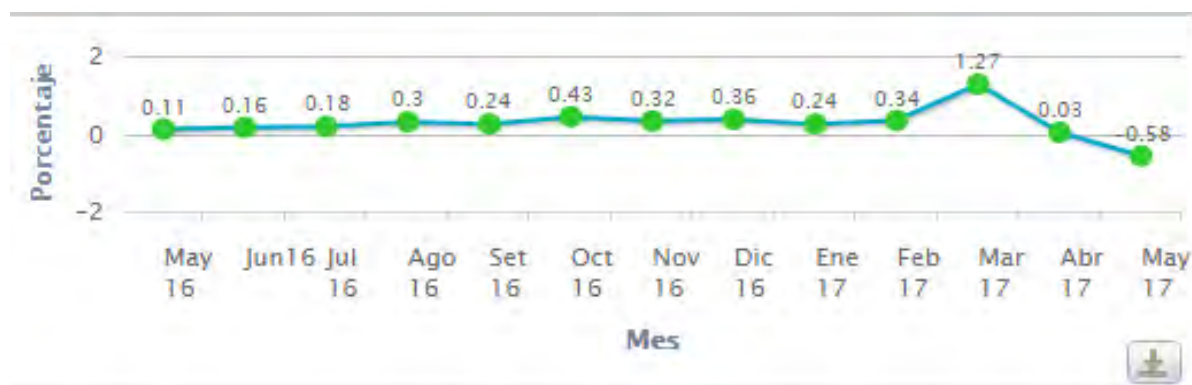 Porcentaje
2
0
-2
0.11 0.16 0.18 0.3 0.24 0.43 0.32 0.36 0.24 0.34 1.27 0.03 -0.58
May Jun16 Jul Ago Set Oct Nov Dic Ene Feb Mar Abr May
16 16 16 16 16 16 16 17 17 17 17 17
Mes